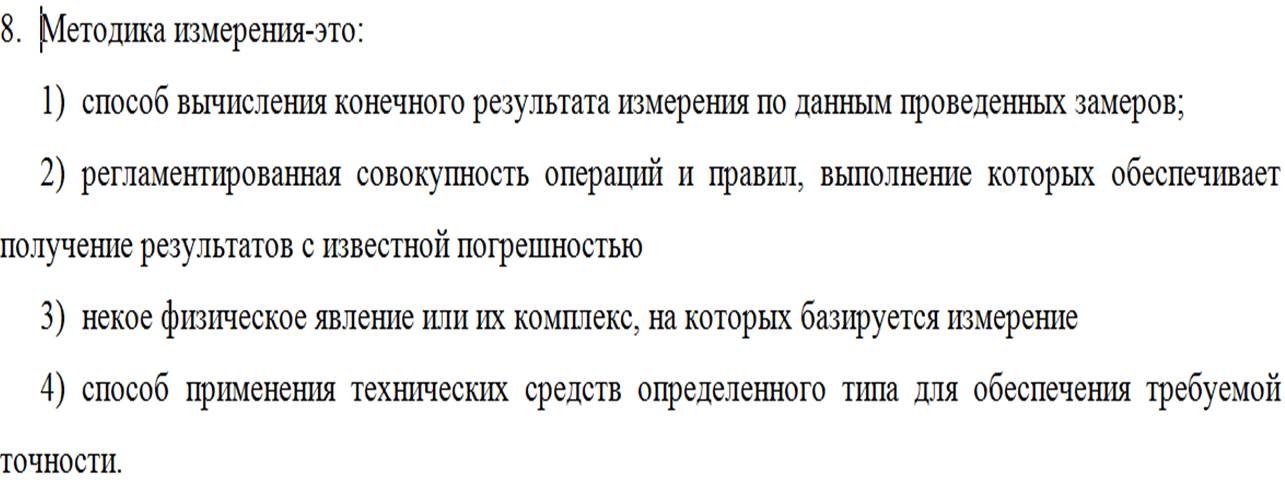 8. Методика измерения-это:
1) способ вычисления конечного результата измерения по данным проведенных замеров;
2) регламентированная совокупность операций и правил, выполнение которых обеспечивает
получение результатов с известной погрешностью
3) некое физическое явление или их комплекс, на которых базируется измерение
4) способ применения технических средств определенного типа для обеспечения требуемой
точности.